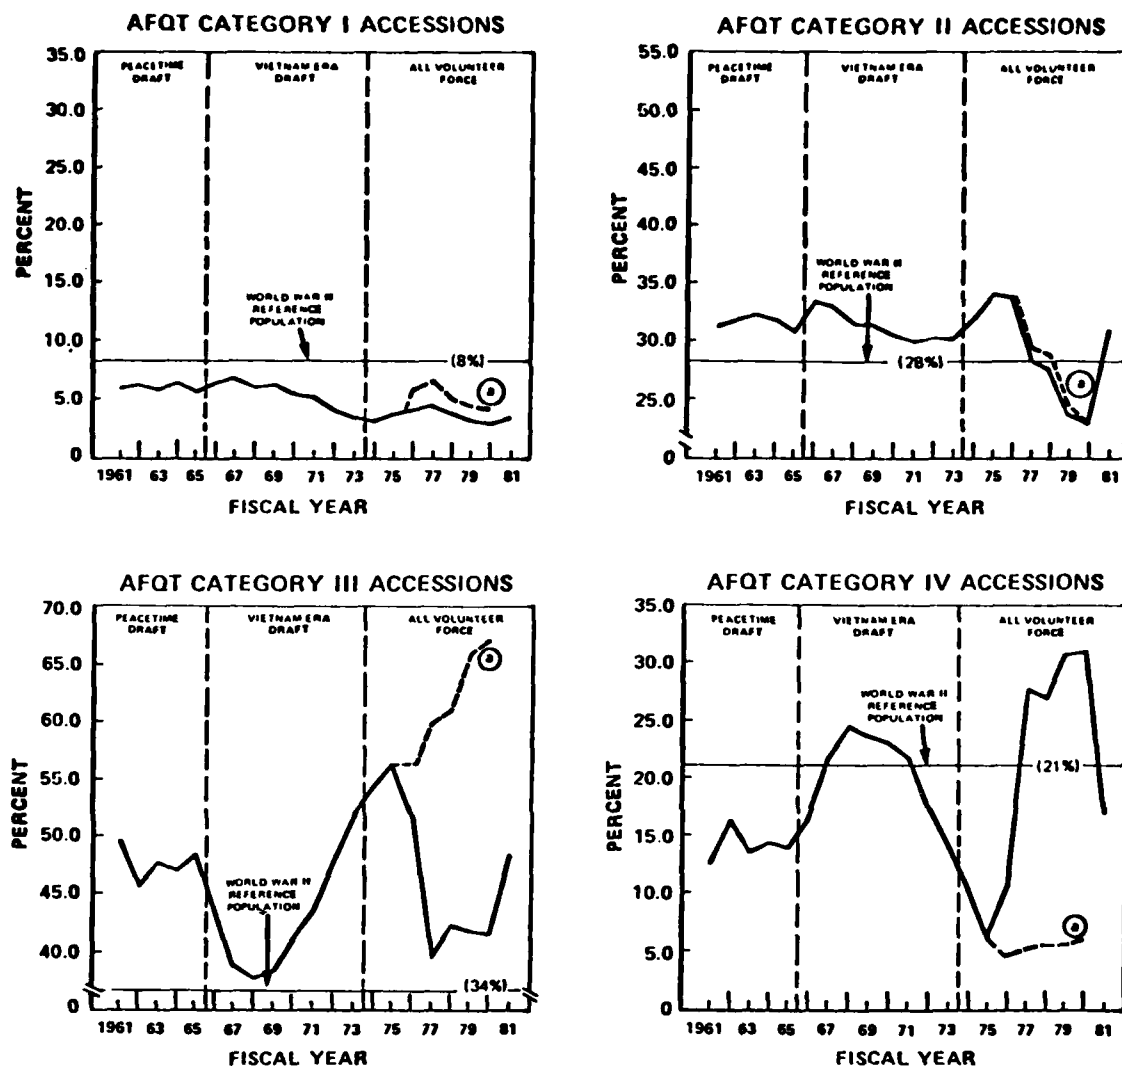 AFQT CATEGORY I ACCESSIONS
35.0
30.0
25.0
20.0
15.0
10.0
5.0
0
PERCENT
PEACETIME
DRAFT
VIETNAM ERA
DRAFT
ALL VOLUNTEER
FORCE
WORLD WAR II
REFERENCE
POPULATION
(8%)
a
1961 63 65 67 69 71 73 75 77 79 81
FISCAL YEAR
AFQT CATEGORY II ACCESSIONS
55.0
50.0
45.0
40.0
35.0
30.0
25.0
0
PERCENT
PEACETIME
DRAFT
VIETNAM ERA
DRAFT
ALL VOLUNTEER
FORCE
WORLD WAR II
REFERENCE
POPULATION
(28%)
a
1961 63 65 67 69 71 73 75 77 79 81
FISCAL YEAR
AFQT CATEGORY III ACCESSIONS
70.0
65.0
60.0
55.0
50.0
45.0
40.0
0
PERCENT
PEACETIME
DRAFT
VIETNAM ERA
DRAFT
ALL VOLUNTEER
FORCE
WORLD WAR II
REFERENCE
POPULATION
(34%)
a
1961 63 65 67 69 71 73 75 77 79 81
FISCAL YEAR
AFQT CATEGORY IV ACCESSIONS
35.0
30.0
25.0
20.0
15.0
10.0
5.0
0
PERCENT
PEACETIME
DRAFT
VIETNAM ERA
DRAFT
ALL VOLUNTEER
FORCE
WORLD WAR II
REFERENCE
POPULATION
(21%)
a
1961 63 65 67 69 71 73 75 77 79 81
FISCAL YEAR